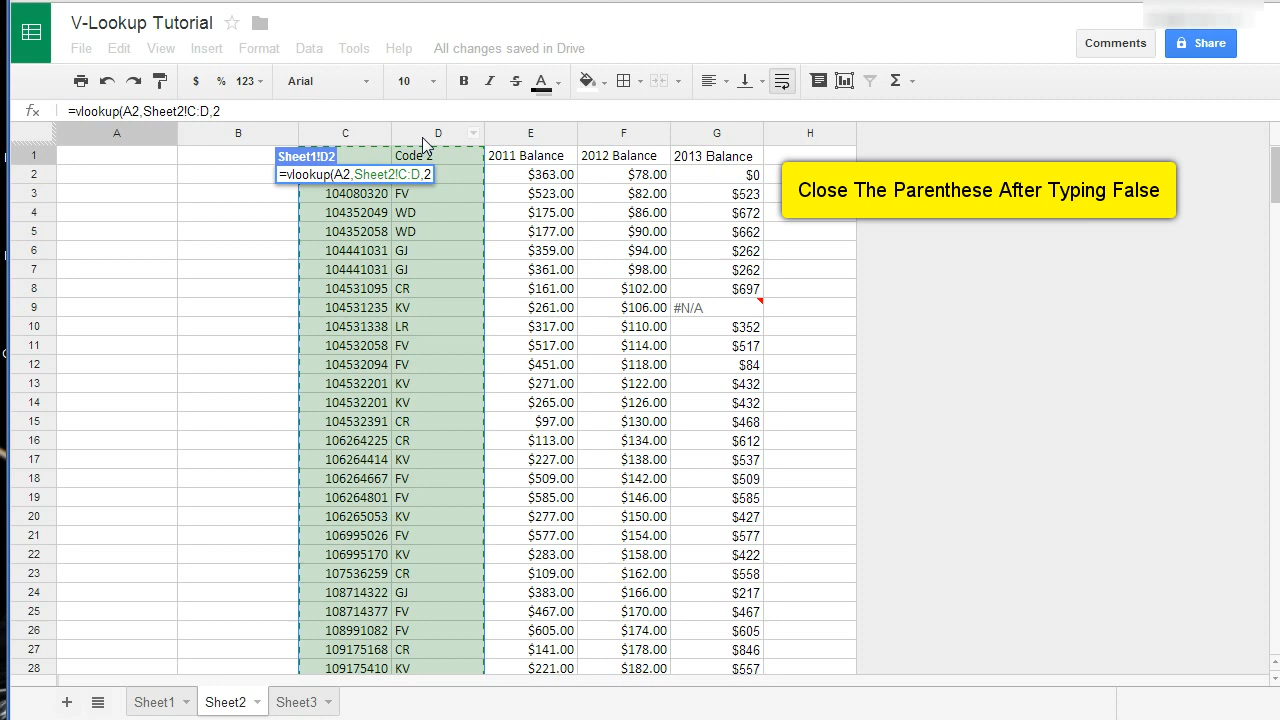 V-Lookup Tutorial
File Edit View Insert Format Data Tools Help All changes saved in Drive
Comments Share
$ % 123 Arial 10 B I S A Σ
fx =vlookup(A2,Sheet2!C:D,2
A B C D E F G H
1 Sheet1!D2 Code 2 2011 Balance 2012 Balance 2013 Balance
2 =vlookup(A2,Sheet2!C:D,2 $363.00 $78.00 $0
3 104080320 FV $523.00 $82.00 $523
Close The Parenthese After Typing False
4 104352049 WD $175.00 $86.00 $672
5 104352058 WD $177.00 $90.00 $662
6 104441031 GJ $359.00 $94.00 $262
7 104441031 GJ $361.00 $98.00 $262
8 104531095 CR $161.00 $102.00 $697
9 104531235 KV $261.00 $106.00 #N/A
10 104531338 LR $317.00 $110.00 $352
11 104532058 FV $517.00 $114.00 $517
12 104532094 FV $451.00 $118.00 $84
13 104532201 KV $271.00 $122.00 $432
14 104532201 KV $265.00 $126.00 $432
15 104532391 CR $97.00 $130.00 $468
16 106264225 CR $113.00 $134.00 $612
17 106264414 KV $227.00 $138.00 $537
18 106264667 FV $509.00 $142.00 $509
19 106264801 FV $585.00 $146.00 $585
20 106265053 KV $277.00 $150.00 $427
21 106995026 FV $577.00 $154.00 $577
22 106995170 KV $283.00 $158.00 $422
23 107536259 CR $109.00 $162.00 $558
24 108714322 GJ $383.00 $166.00 $217
25 108714377 FV $467.00 $170.00 $467
26 108991082 FV $605.00 $174.00 $605
27 109175168 CR $141.00 $178.00 $846
28 109175410 KV $221.00 $182.00 $557
+ Sheet1 Sheet2 Sheet3